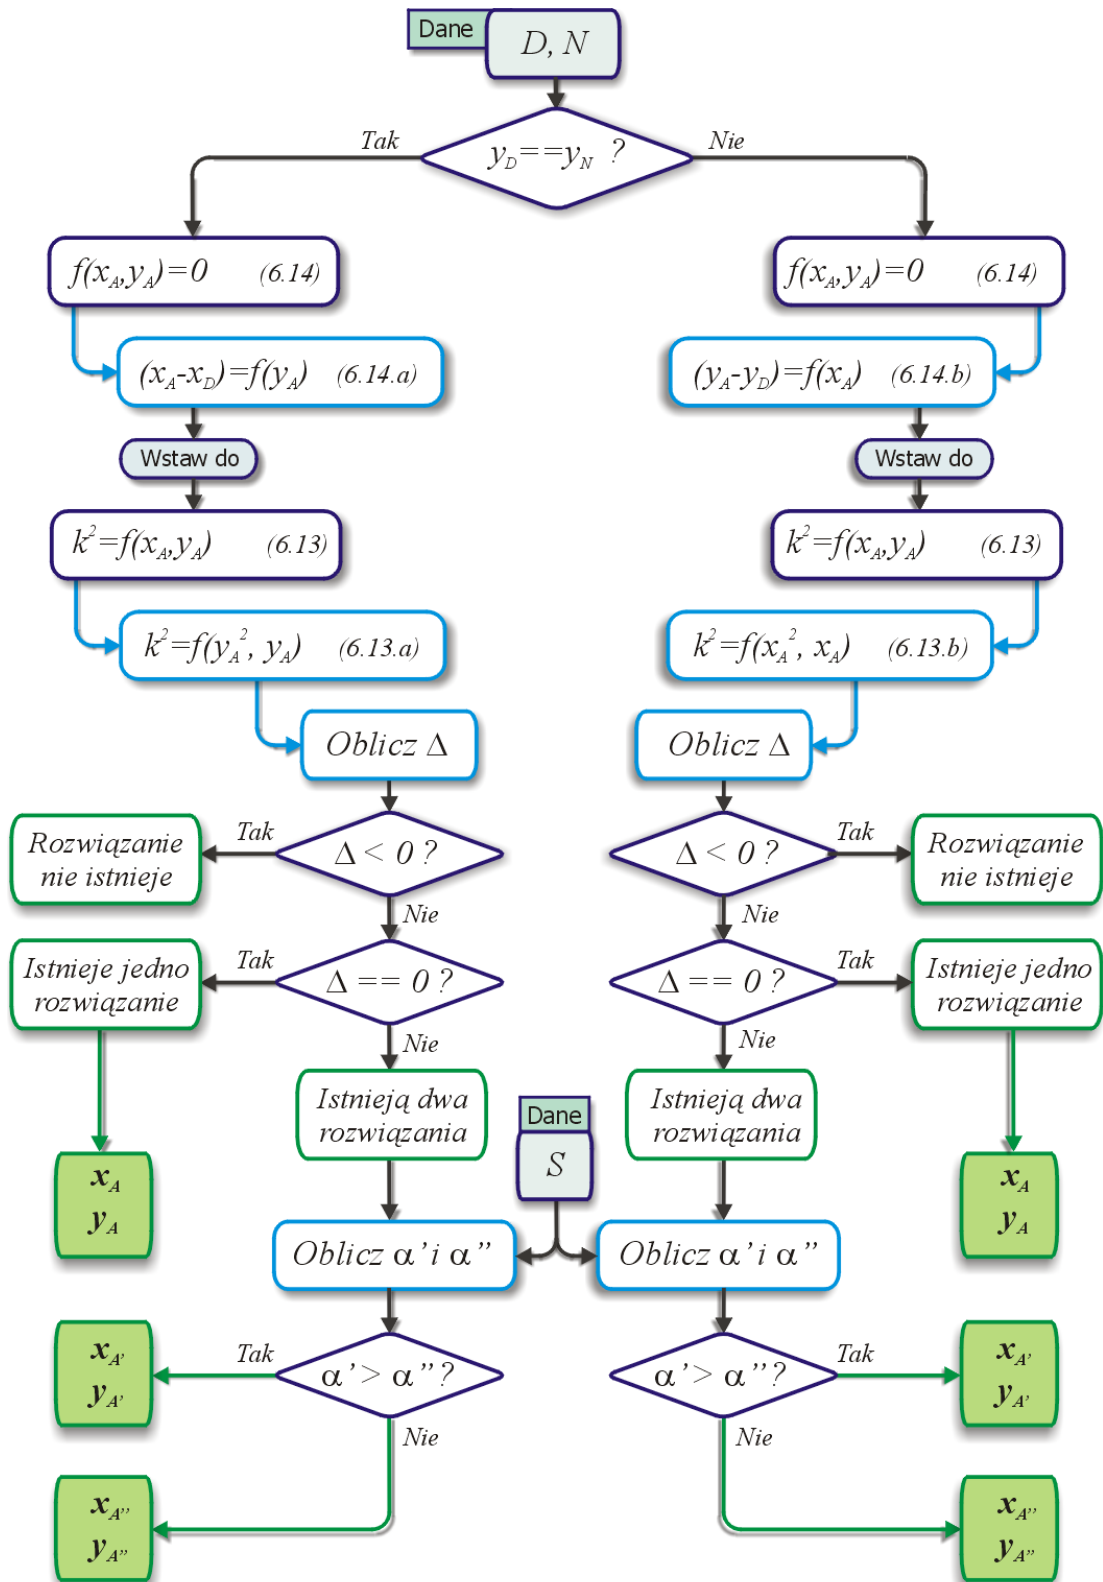 Dane
D, N
Tak
y_D==y_N ?
Nie
f(x_A,y_A)=0 (6.14)
f(x_A,y_A)=0 (6.14)
(x_A-x_D)=f(y_A) (6.14.a)
(y_A-y_D)=f(x_A) (6.14.b)
Wstaw do
Wstaw do
k²=f(x_A,y_A) (6.13)
k²=f(x_A,y_A) (6.13)
k²=f(y_A², y_A) (6.13.a)
k²=f(x_A², x_A) (6.13.b)
Oblicz Δ
Oblicz Δ
Rozwiązanie
nie istnieje
Tak
Δ < 0 ?
Nie
Δ < 0 ?
Tak
Nie
Rozwiązanie
nie istnieje
Istnieje jedno
rozwiązanie
Tak
Δ == 0 ?
Nie
Δ == 0 ?
Tak
Nie
Istnieje jedno
rozwiązanie
Istnieją dwa
rozwiązania
Dane
S
Istnieją dwa
rozwiązania
x_A
y_A
x_A
y_A
Oblicz α' i α''
Oblicz α' i α''
x_A'
y_A'
Tak
α' > α''?
Nie
α' > α''?
Tak
Nie
x_A'
y_A'
x_A''
y_A''
x_A''
y_A''